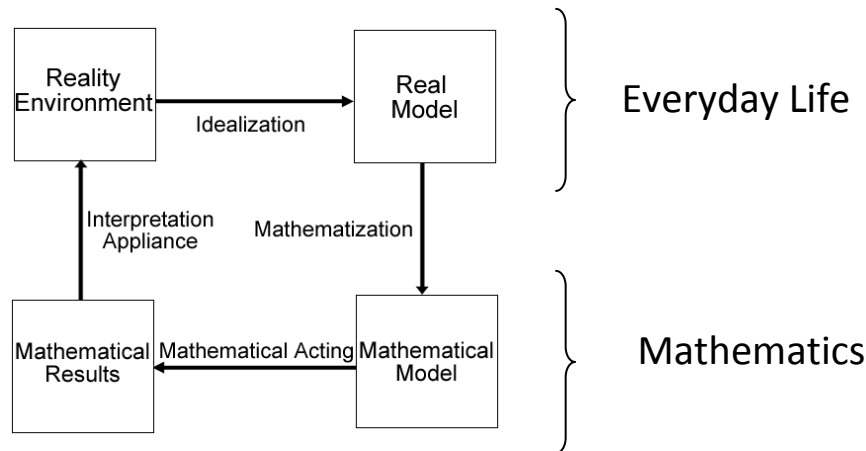 Reality
Environment
Idealization
Real
Model
Everyday Life
Interpretation
Appliance
Mathematization
Mathematical
Results
Mathematical Acting
Mathematical
Model
Mathematics